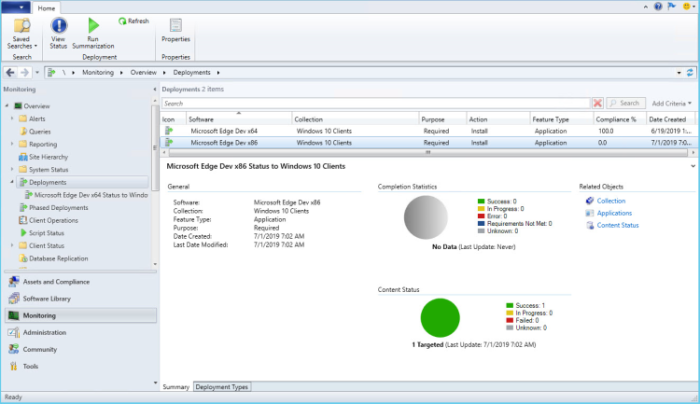 Home
Saved Searches
View Status
Run Summarization
Refresh
Properties
Search
Deployment
Properties
\ Monitoring Overview Deployments
Monitoring
Overview
Alerts
Queries
Reporting
Site Hierarchy
System Status
Deployments
Microsoft Edge Dev x64 Status to Windo
Phased Deployments
Client Operations
Script Status
Client Status
Database Replication
Assets and Compliance
Software Library
Monitoring
Administration
Community
Tools
Deployments 2 items
Search
Search
Add Criteria
Icon Software Collection Purpose Action Feature Type Compliance % Date Created
Microsoft Edge Dev x64 Windows 10 Clients Required Install Application 100.0 6/19/2019 1...
Microsoft Edge Dev x86 Windows 10 Clients Required Install Application 0.0 7/1/2019 7:0...
Microsoft Edge Dev x86 Status to Windows 10 Clients
General
Software: Microsoft Edge Dev x86
Collection: Windows 10 Clients
Feature Type: Application
Purpose: Required
Date Created: 7/1/2019 7:02 AM
Last Date Modified: 7/1/2019 7:02 AM
Completion Statistics
Success: 0
In Progress: 0
Error: 0
Requirements Not Met: 0
Unknown: 0
No Data (Last Update: Never)
Content Status
Success: 1
In Progress: 0
Failed: 0
Unknown: 0
1 Targeted (Last Update: 7/1/2019 7:02 AM)
Related Objects
Collection
Applications
Content Status
Summary
Deployment Types
Ready